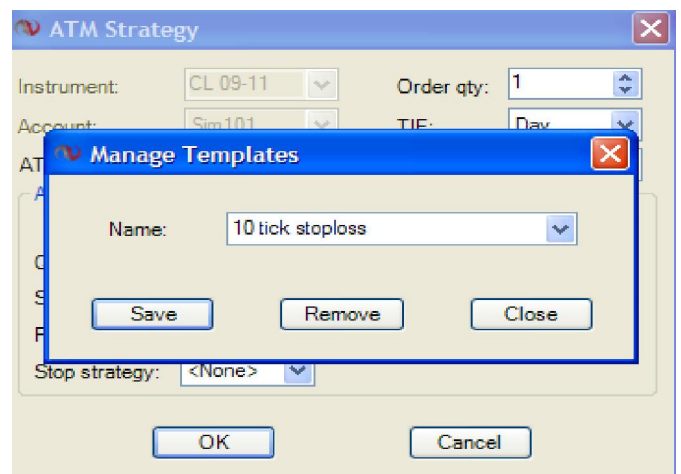 ATM Strategy
Instrument: CL 09-11 Order qty: 1
Account: Sim101 TIF: Day
Manage Templates
Name: 10 tick stoploss
Save Remove Close
Stop strategy: <None>
OK Cancel